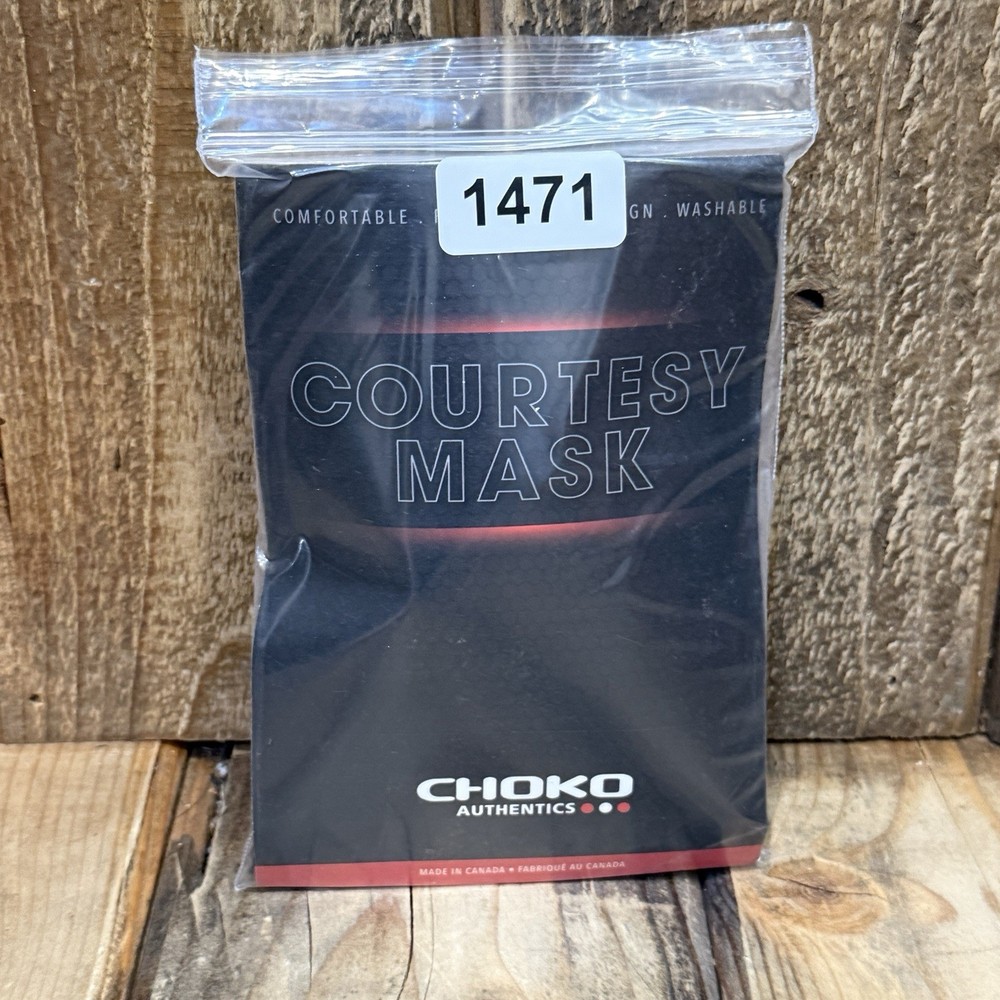 1471
COMFORTABLE . GN . WASHABLE
COURTESY
MASK
CHOKO
AUTHENTICS
MADE IN CANADA • FABRIQUÉ AU CANADA